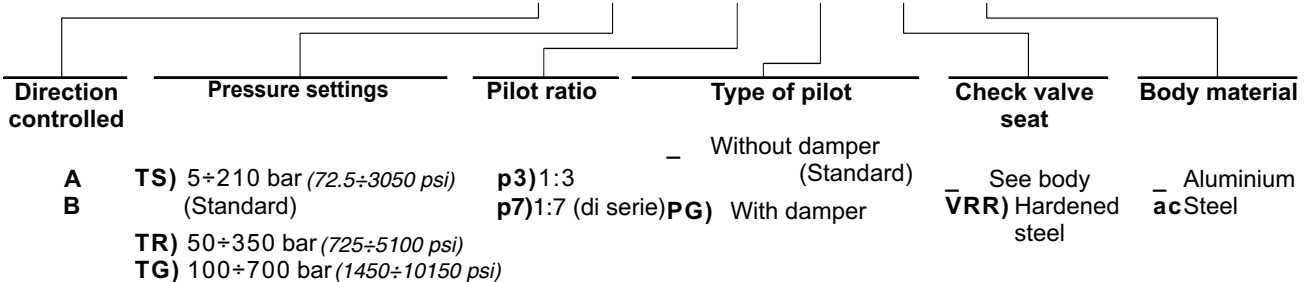 Direction controlled
Pressure settings
Pilot ratio
Type of pilot
Check valve seat
Body material
A
B
TS) 5÷210 bar (72.5÷3050 psi)
(Standard)
TR) 50÷350 bar (725÷5100 psi)
TG) 100÷700 bar (1450÷10150 psi)
p3)1:3
p7)1:7 (di serie)
_ Without damper
(Standard)
PG) With damper
_ See body
VRR) Hardened
steel
_ Aluminium
ac Steel